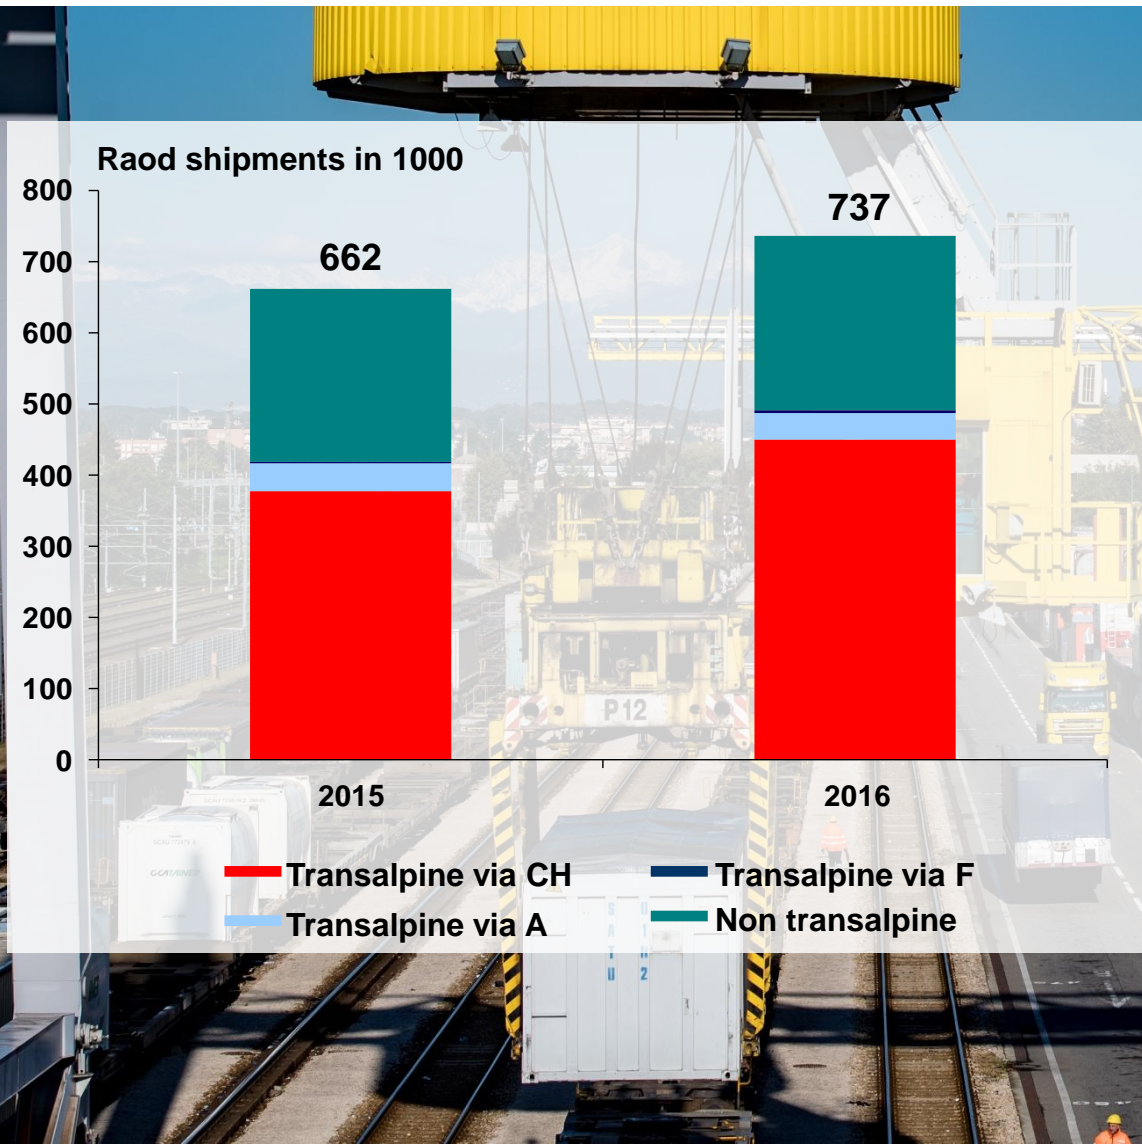 Raod shipments in 1000
800
700
600
500
400
300
200
100
0
662
737
2015
2016
Transalpine via CH
Transalpine via F
Transalpine via A
Non transalpine
P12